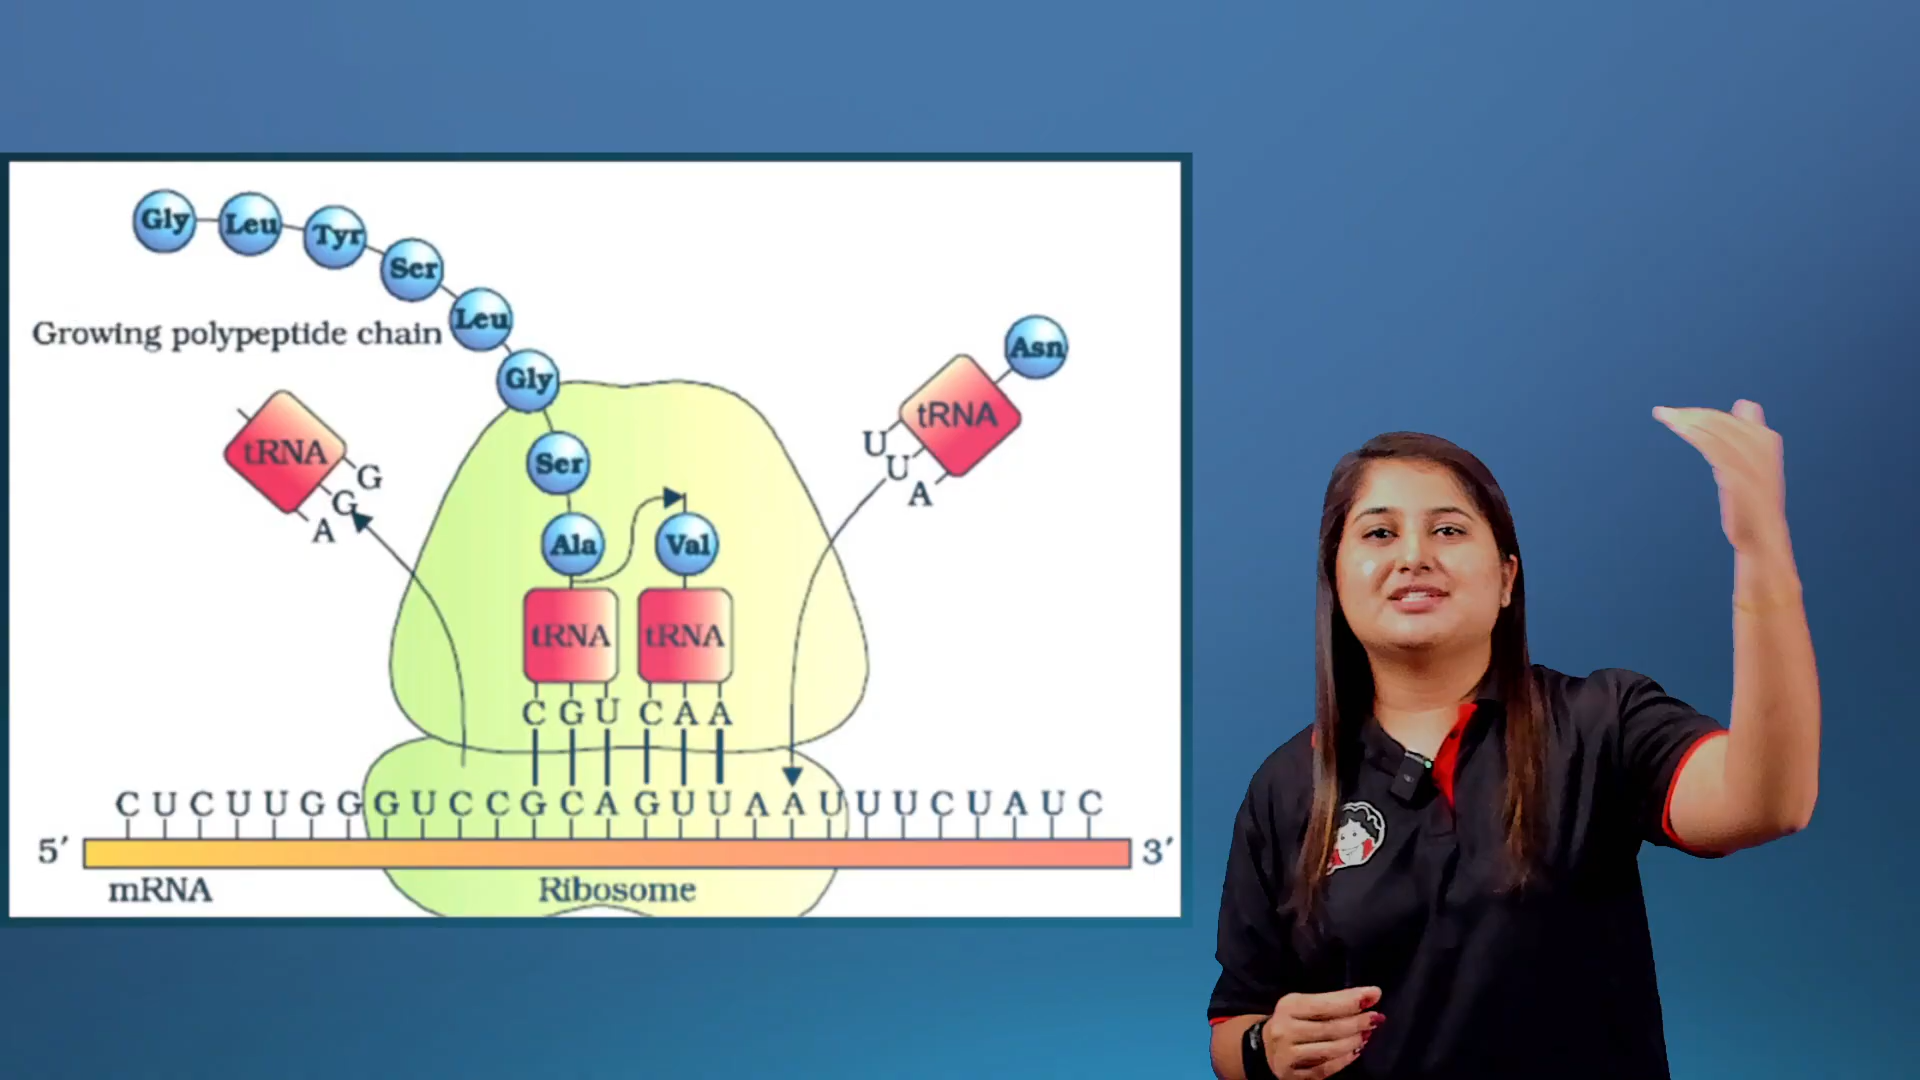 Gly Leu Tyr
Ser
Leu
Growing polypeptide chain
Gly
Asn
tRNA
U
U
A
tRNA
G
G
A
Ser
Ala Val
tRNA tRNA
C G U C A A
C U C U U G G G U C C G C A G U U A A U U U C U A U C
5′ 3′
mRNA Ribosome